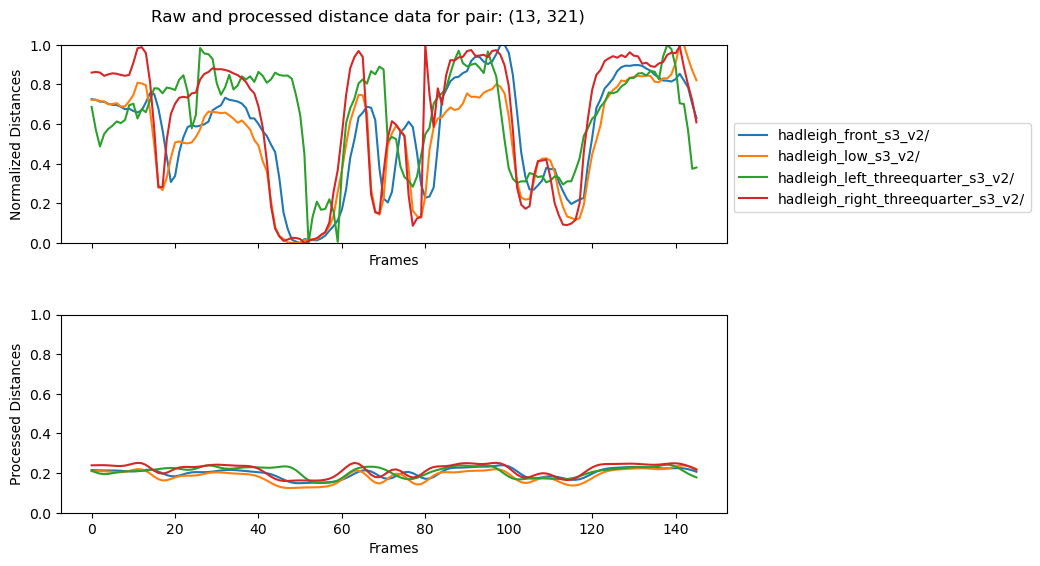 Raw and processed distance data for pair: (13, 321)
1.0
0.8
0.6
0.4
0.2
0.0
Normalized Distances
Frames
hadleigh_front_s3_v2/
hadleigh_low_s3_v2/
hadleigh_left_threequarter_s3_v2/
hadleigh_right_threequarter_s3_v2/
1.0
0.8
0.6
0.4
0.2
0.0
Processed Distances
0 20 40 60 80 100 120 140
Frames